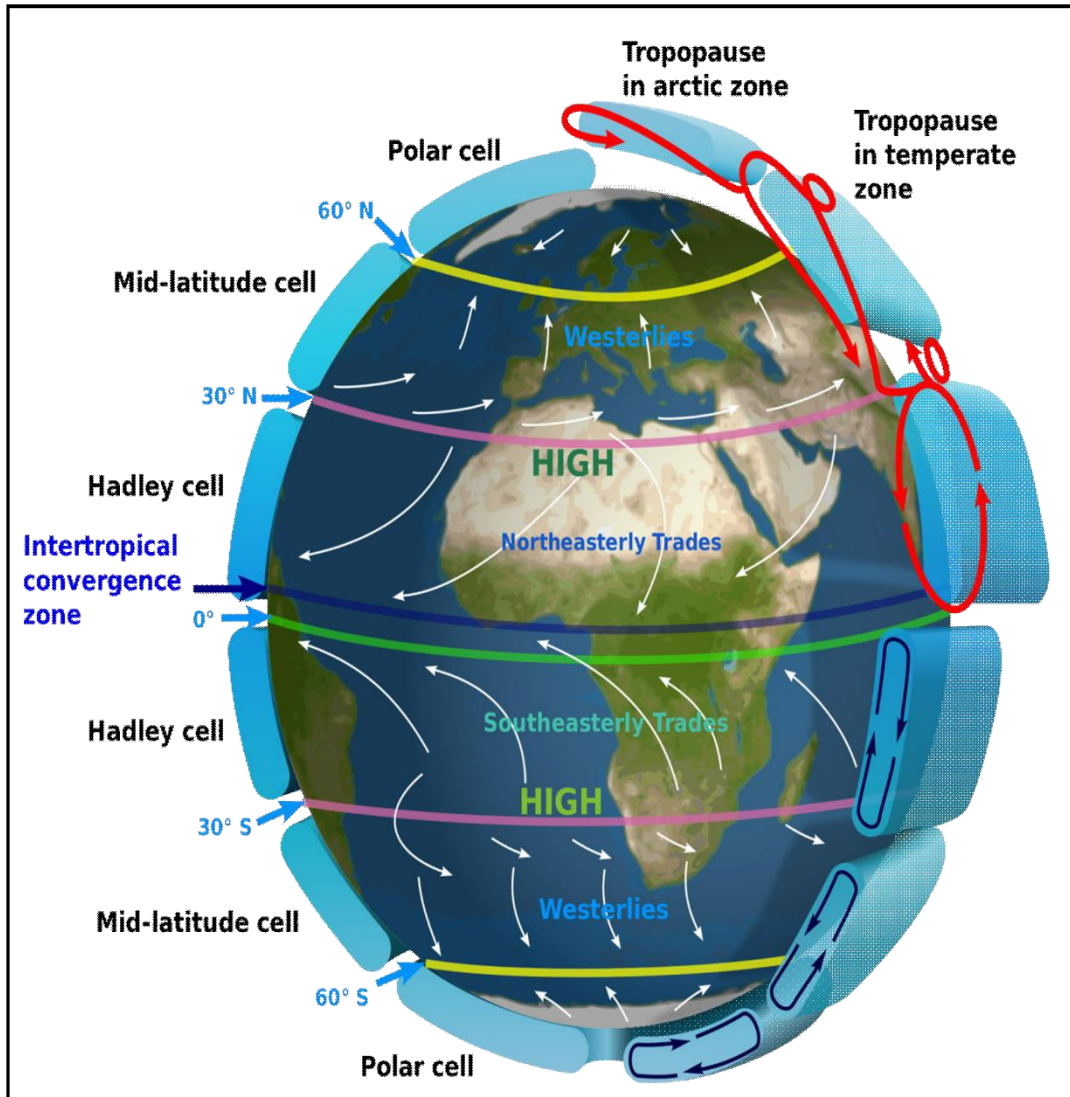 Tropopause
in arctic zone
Tropopause
in temperate
zone
Polar cell
60° N
Mid-latitude cell
Westerlies
30° N
HIGH
Hadley cell
Northeasterly Trades
Intertropical
convergence
zone
0°
Southeasterly Trades
Hadley cell
HIGH
30° S
Mid-latitude cell
Westerlies
60° S
Polar cell